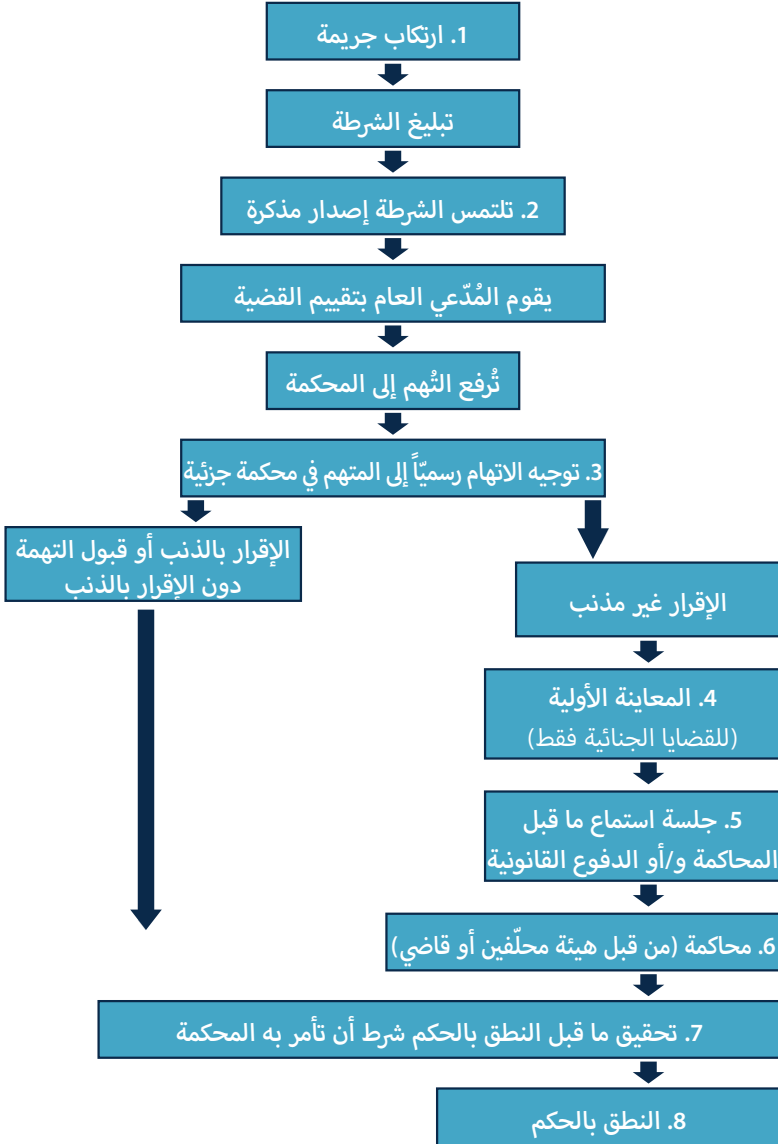 1. ارتكاب جريمة
تبليغ الشرطة
2. تلتمس الشرطة إصدار مذكرة
يقوم المُدّعي العام بتقييم القضية
تُرفع التُهم إلى المحكمة
3. توجيه الاتهام رسميّاً إلى المتهم في محكمة جزئية
الإقرار بالذنب أو قبول التهمة
دون الإقرار بالذنب
الإقرار غير مذنب
4. المعاينة الأولية
(للقضايا الجنائية فقط)
5. جلسة استماع ما قبل
المحاكمة و/أو الدفوع القانونية
6. محاكمة (من قبل هيئة محلّفين أو قاضي)
7. تحقيق ما قبل النطق بالحكم شرط أن تأمر به المحكمة
8. النطق بالحكم